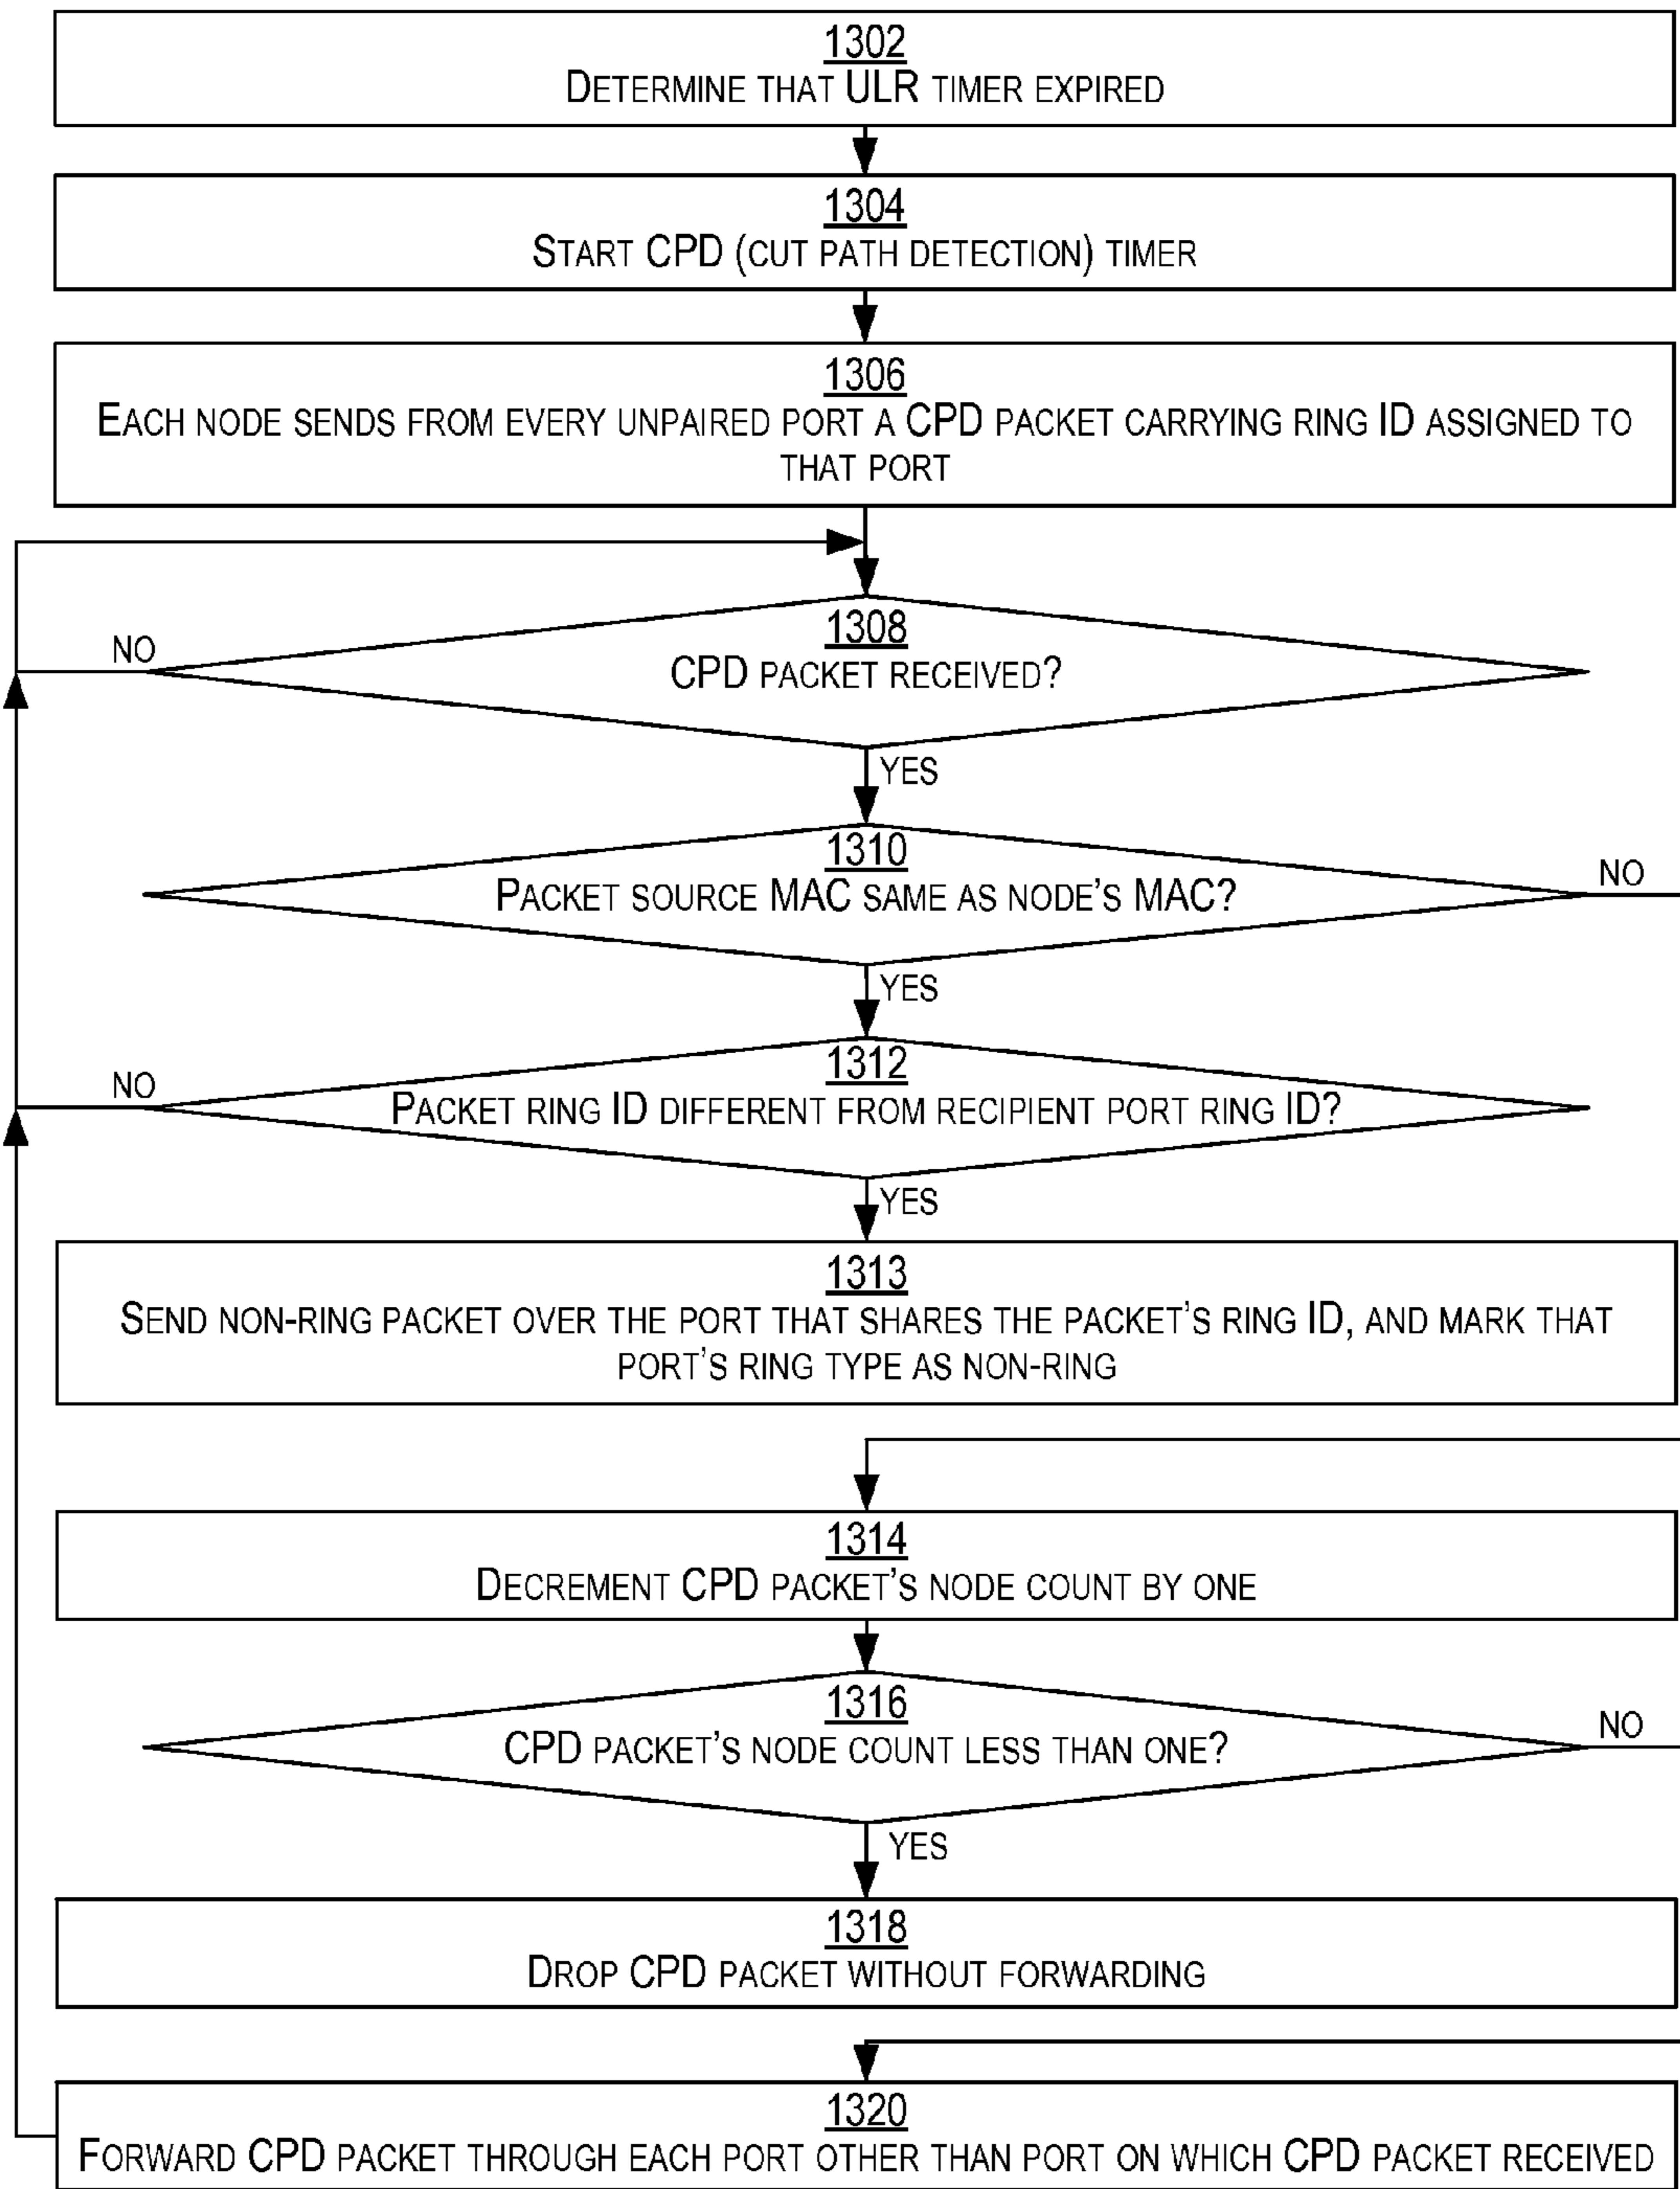 1302
DETERMINE THAT ULR TIMER EXPIRED
1304
START CPD (CUT PATH DETECTION) TIMER
1306
EACH NODE SENDS FROM EVERY UNPAIRED PORT A CPD PACKET CARRYING RING ID ASSIGNED TO
THAT PORT
1308
CPD PACKET RECEIVED?
NO
YES
1310
PACKET SOURCE MAC SAME AS NODE'S MAC?
NO
YES
1312
PACKET RING ID DIFFERENT FROM RECIPIENT PORT RING ID?
NO
YES
1313
SEND NON-RING PACKET OVER THE PORT THAT SHARES THE PACKET'S RING ID, AND MARK THAT
PORT'S RING TYPE AS NON-RING
1314
DECREMENT CPD PACKET'S NODE COUNT BY ONE
1316
CPD PACKET'S NODE COUNT LESS THAN ONE?
NO
YES
1318
DROP CPD PACKET WITHOUT FORWARDING
1320
FORWARD CPD PACKET THROUGH EACH PORT OTHER THAN PORT ON WHICH CPD PACKET RECEIVED